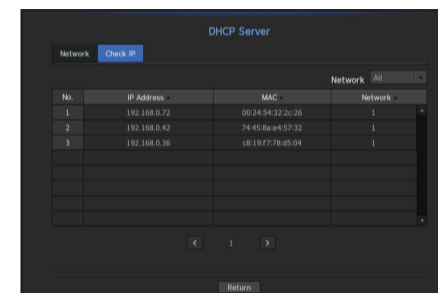 DHCP Server
Network Check IP
Network All
No. IP Address MAC Network
1 192.168.0.72 00:24:54:32:2c:26 1
2 192.168.0.42 74:45:8a:e4:57:32 1
3 192.168.0.36 c8:19:f7:78:d5:04 1
< 1 >
Return